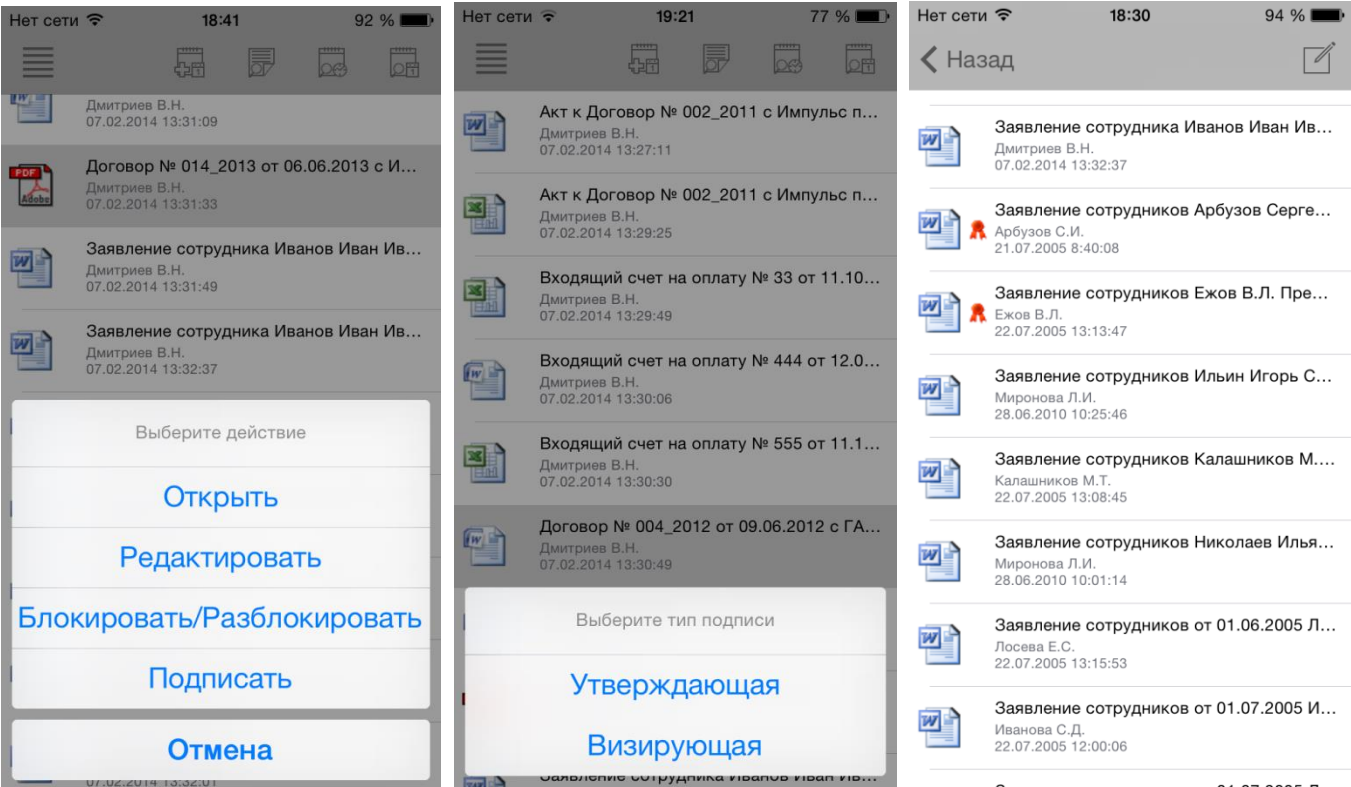 Нет сети 18:41 92 %
Дмитриев В.Н.
07.02.2014 13:31:09
PDF
Adobe
Договор № 014_2013 от 06.06.2013 с И...
Дмитриев В.Н.
07.02.2014 13:31:33
Заявление сотрудника Иванов Иван Ив...
Дмитриев В.Н.
07.02.2014 13:31:49
Заявление сотрудника Иванов Иван Ив...
Дмитриев В.Н.
07.02.2014 13:32:37
Выберите действие
Открыть
Редактировать
Блокировать/Разблокировать
Подписать
Отмена
07.02.2014 13:32:01
Нет сети 19:21 77 %
Акт к Договор № 002_2011 с Импульс п...
Дмитриев В.Н.
07.02.2014 13:27:11
Акт к Договор № 002_2011 с Импульс п...
Дмитриев В.Н.
07.02.2014 13:29:25
Входящий счет на оплату № 33 от 11.10...
Дмитриев В.Н.
07.02.2014 13:29:49
Входящий счет на оплату № 444 от 12.0...
Дмитриев В.Н.
07.02.2014 13:30:06
Входящий счет на оплату № 555 от 11.1...
Дмитриев В.Н.
07.02.2014 13:30:30
Договор № 004_2012 от 09.06.2012 с ГА...
Дмитриев В.Н.
07.02.2014 13:30:49
Выберите тип подписи
Утверждающая
Визирующая
Заявление сотрудника Иванов Иван Ив...
Нет сети 18:30 94 %
Назад
Заявление сотрудника Иванов Иван Ив...
Дмитриев В.Н.
07.02.2014 13:32:37
Заявление сотрудников Арбузов Серге...
Арбузов С.И.
21.07.2005 8:40:08
Заявление сотрудников Ежов В.Л. Пре...
Ежов В.Л.
22.07.2005 13:13:47
Заявление сотрудников Ильин Игорь С...
Миронова Л.И.
28.06.2010 10:25:46
Заявление сотрудников Калашников М....
Калашников М.Т.
22.07.2005 13:08:45
Заявление сотрудников Николаев Илья...
Миронова Л.И.
28.06.2010 10:01:14
Заявление сотрудников от 01.06.2005 Л...
Лосева Е.С.
22.07.2005 13:15:53
Заявление сотрудников от 01.07.2005 И...
Иванова С.Д.
22.07.2005 12:00:06